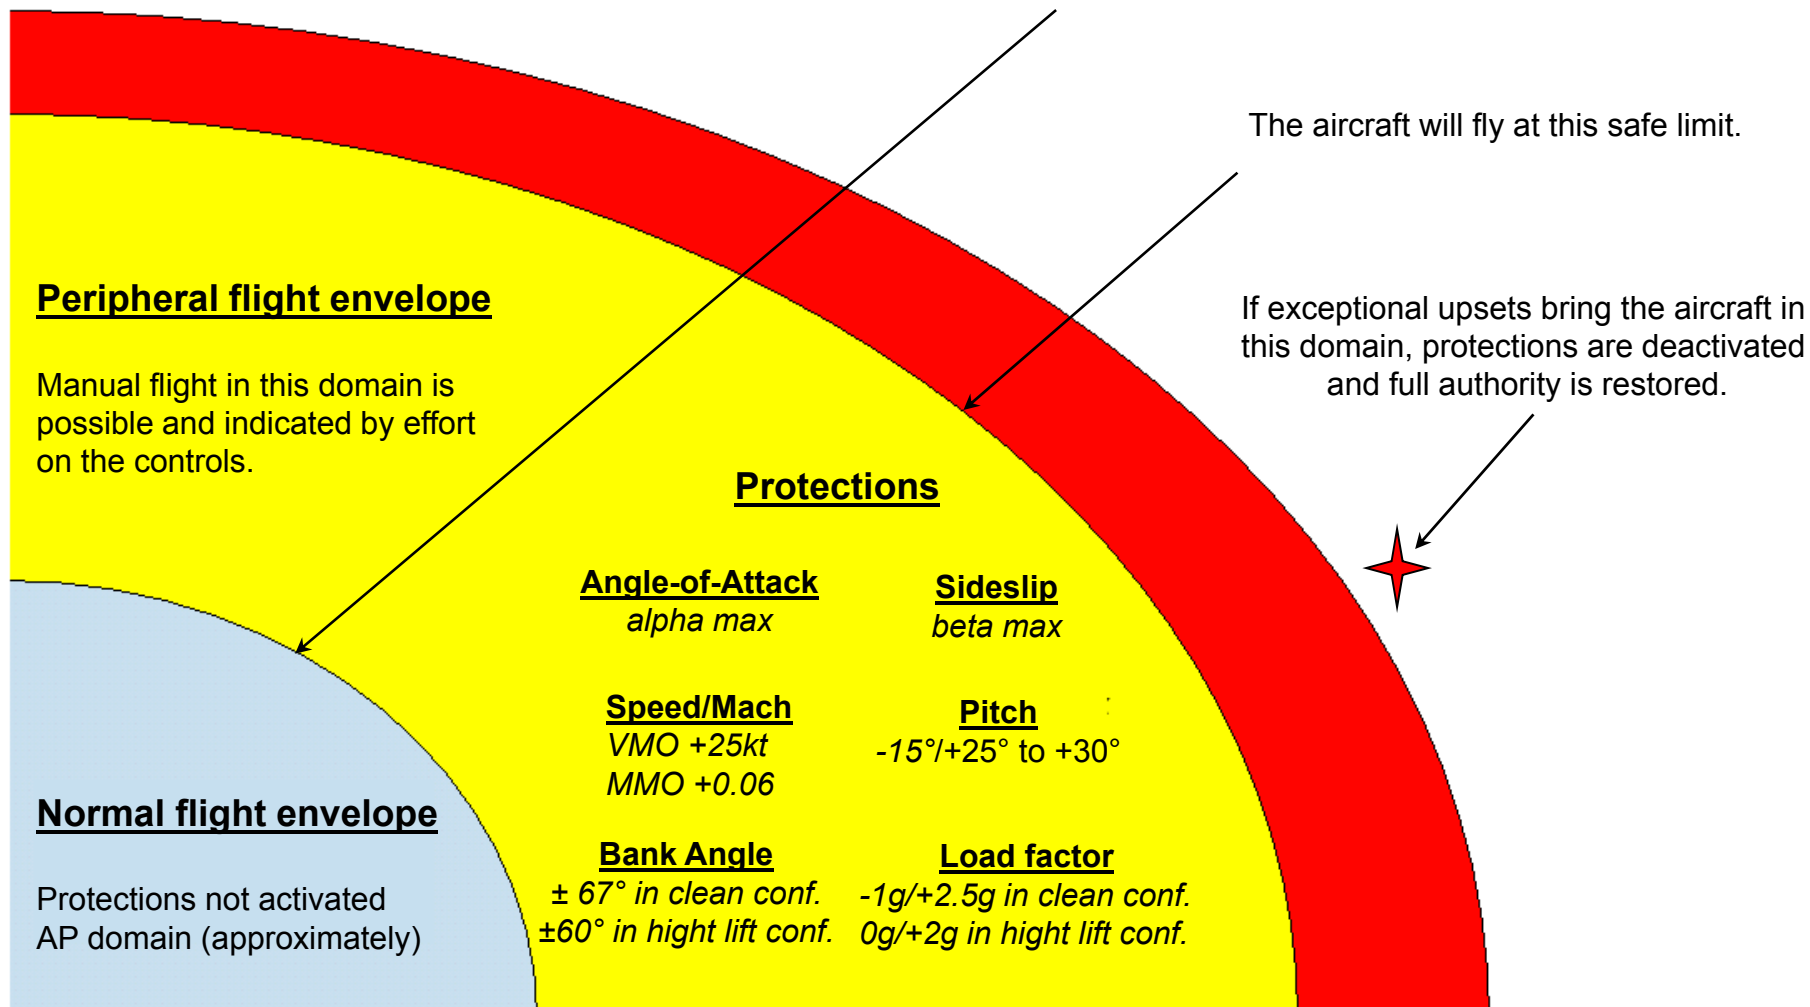 The aircraft will fly at this safe limit.
If exceptional upsets bring the aircraft in
this domain, protections are deactivated
and full authority is restored.
Peripheral flight envelope
Manual flight in this domain is
possible and indicated by effort
on the controls.
Protections
Angle-of-Attack
alpha max
Sideslip
beta max
Speed/Mach
VMO +25kt
MMO +0.06
Pitch
-15°/+25° to +30°
Bank Angle
± 67° in clean conf.
±60° in hight lift conf.
Load factor
-1g/+2.5g in clean conf.
0g/+2g in hight lift conf.
Normal flight envelope
Protections not activated
AP domain (approximately)